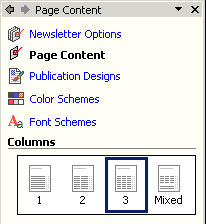 Page Content
Newsletter Options
Page Content
Publication Designs
Color Schemes
Font Schemes
Columns
1 2 3 Mixed